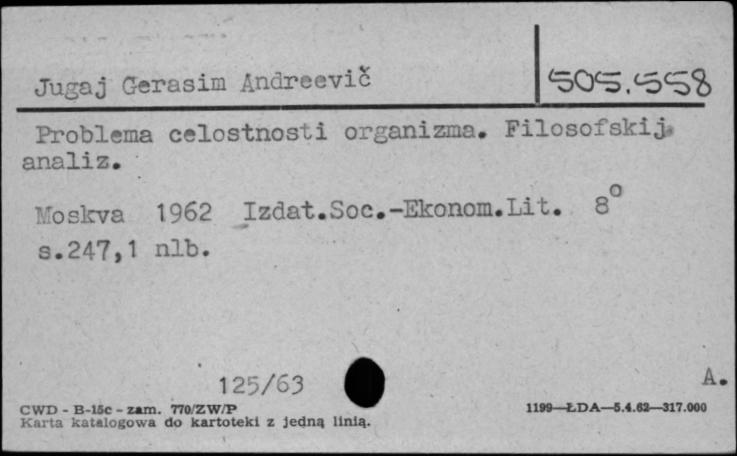 Jugaj Gerasim Andreevič
505.558
Problema celostnosti organizma. Filosofskij
analiz.
Moskva 1962 Izdat.Soc.-Ekonom.Lit. 8°
s.247,1 nlb.
125/63
A.
CWD - B-15c - zam. 770/ZW/P
1199—ŁDA—5.4.62—317.000
Karta katalogowa do kartoteki z jedną linią.